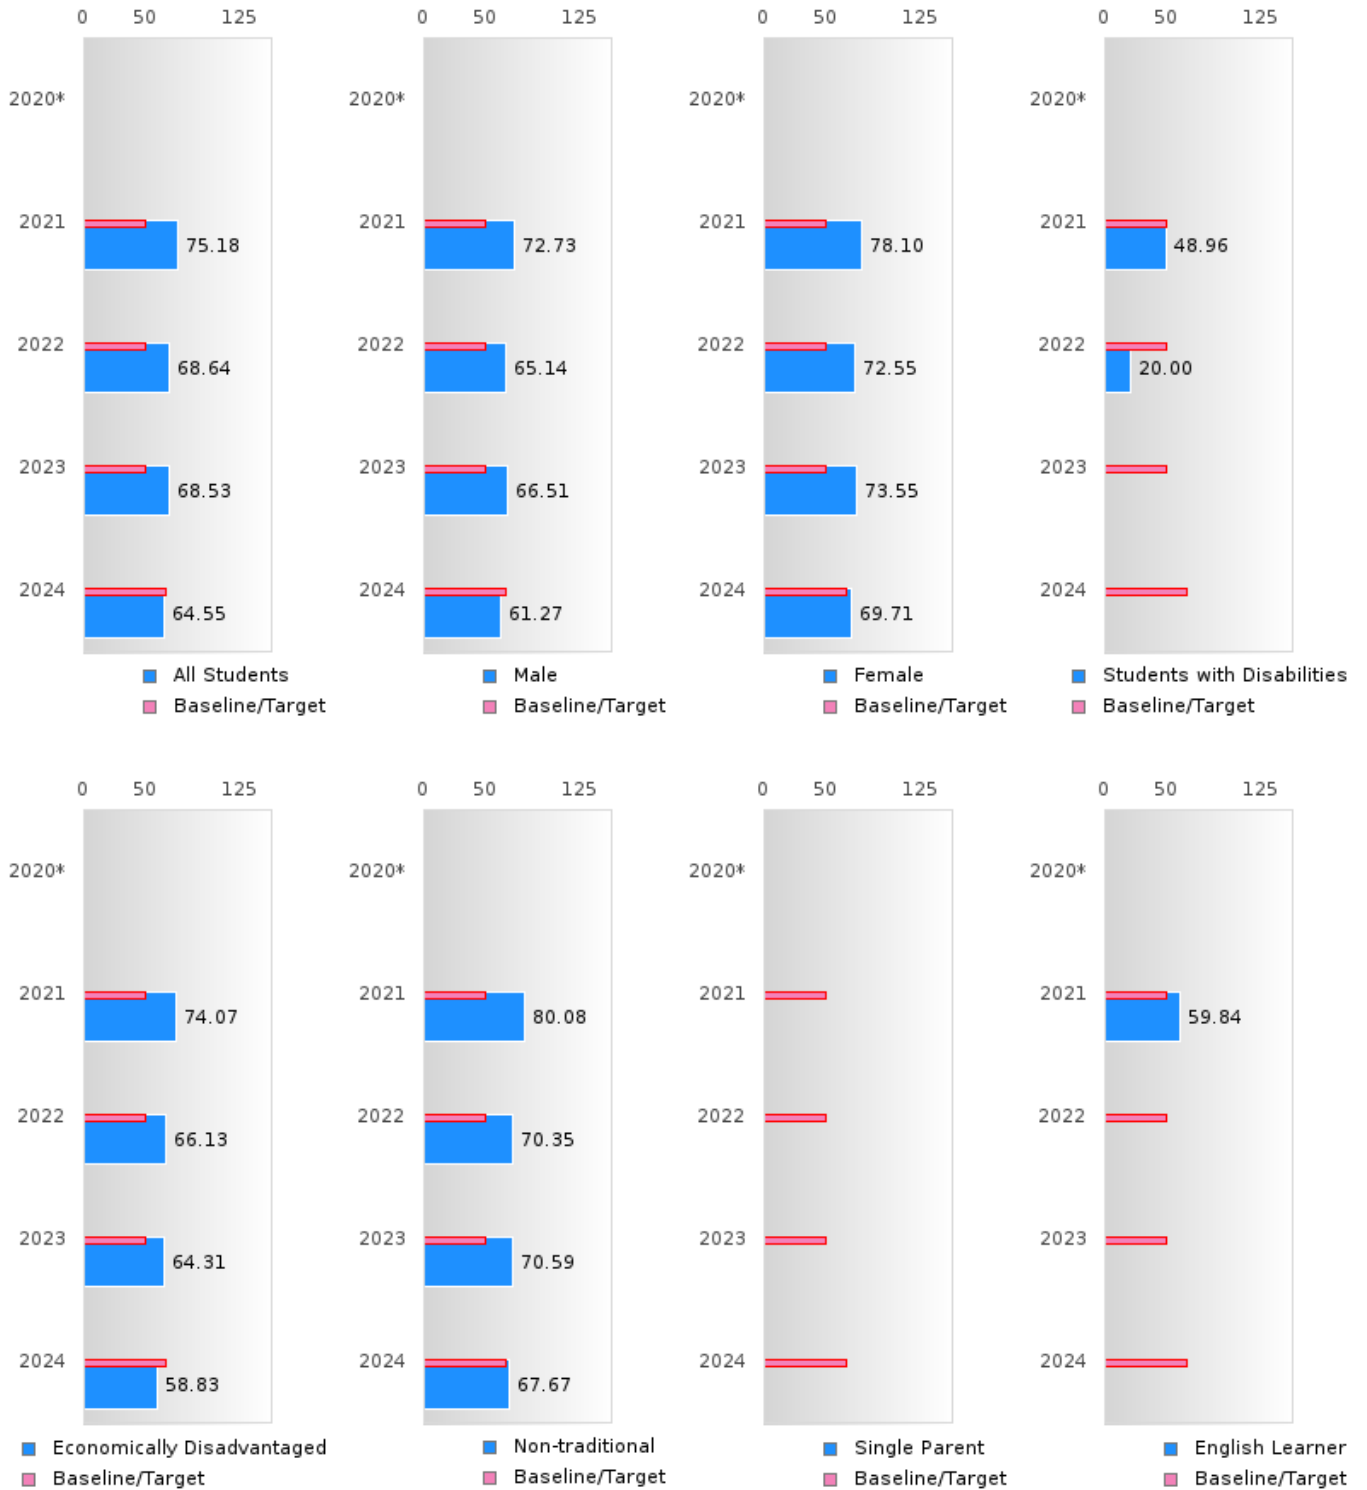 0 50 125 0 50 125 0 50 125 0 50 125
2020* 2020* 2020* 2020*
2021 2021 2021 2021
75.18 72.73 78.10 48.96
2022 2022 2022 2022
68.64 65.14 72.55 20.00
2023 2023 2023 2023
68.53 66.51 73.55
2024 2024 2024 2024
64.55 61.27 69.71
All Students Male Female Students with Disabilities
Baseline/Target Baseline/Target Baseline/Target Baseline/Target
0 50 125 0 50 125 0 50 125 0 50 125
2020* 2020* 2020* 2020*
2021 2021 2021 2021
74.07 80.08 59.84
2022 2022 2022 2022
66.13 70.35
2023 2023 2023 2023
64.31 70.59
2024 2024 2024 2024
58.83 67.67
Economically Disadvantaged Non-traditional Single Parent English Learner
Baseline/Target Baseline/Target Baseline/Target Baseline/Target